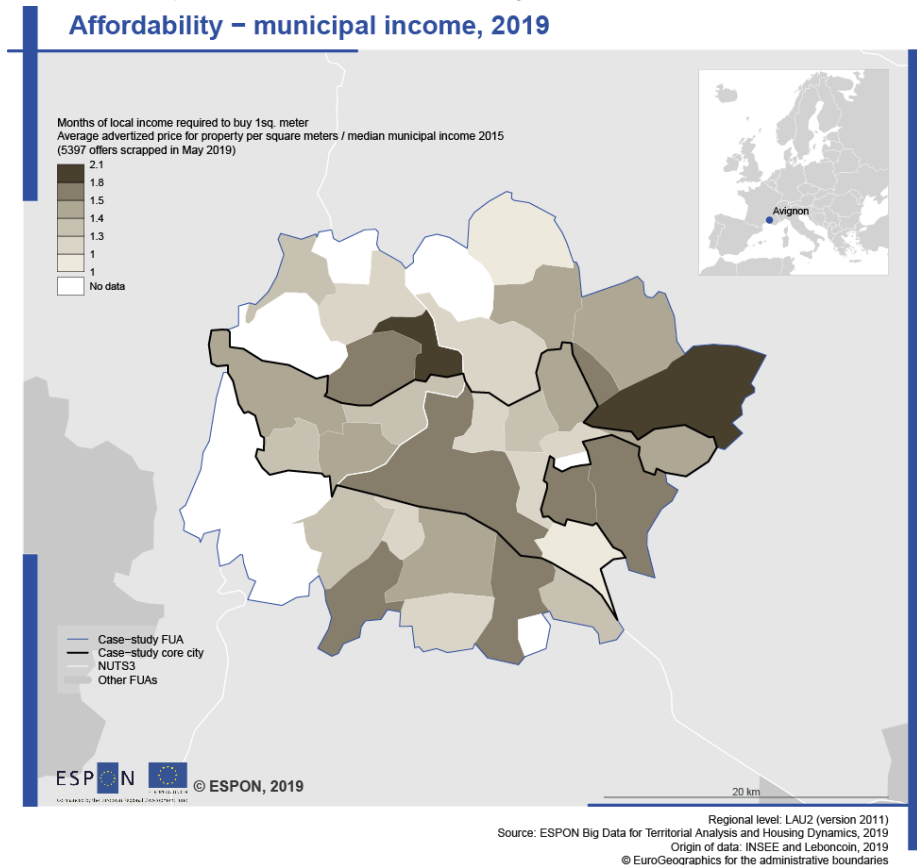 Affordability − municipal income, 2019
Months of local income required to buy 1sq. meter
Average advertized price for property per square meters / median municipal income 2015
(5397 offers scrapped in May 2019)
2.1
1.8
1.5
1.4
1.3
1
1
No data
Avignon
Case−study FUA
Case−study core city
NUTS3
Other FUAs
ESPON
© ESPON, 2019
20 km
Regional level: LAU2 (version 2011)
Source: ESPON Big Data for Territorial Analysis and Housing Dynamics, 2019
Origin of data: INSEE and Leboncoin, 2019
© EuroGeographics for the administrative boundaries